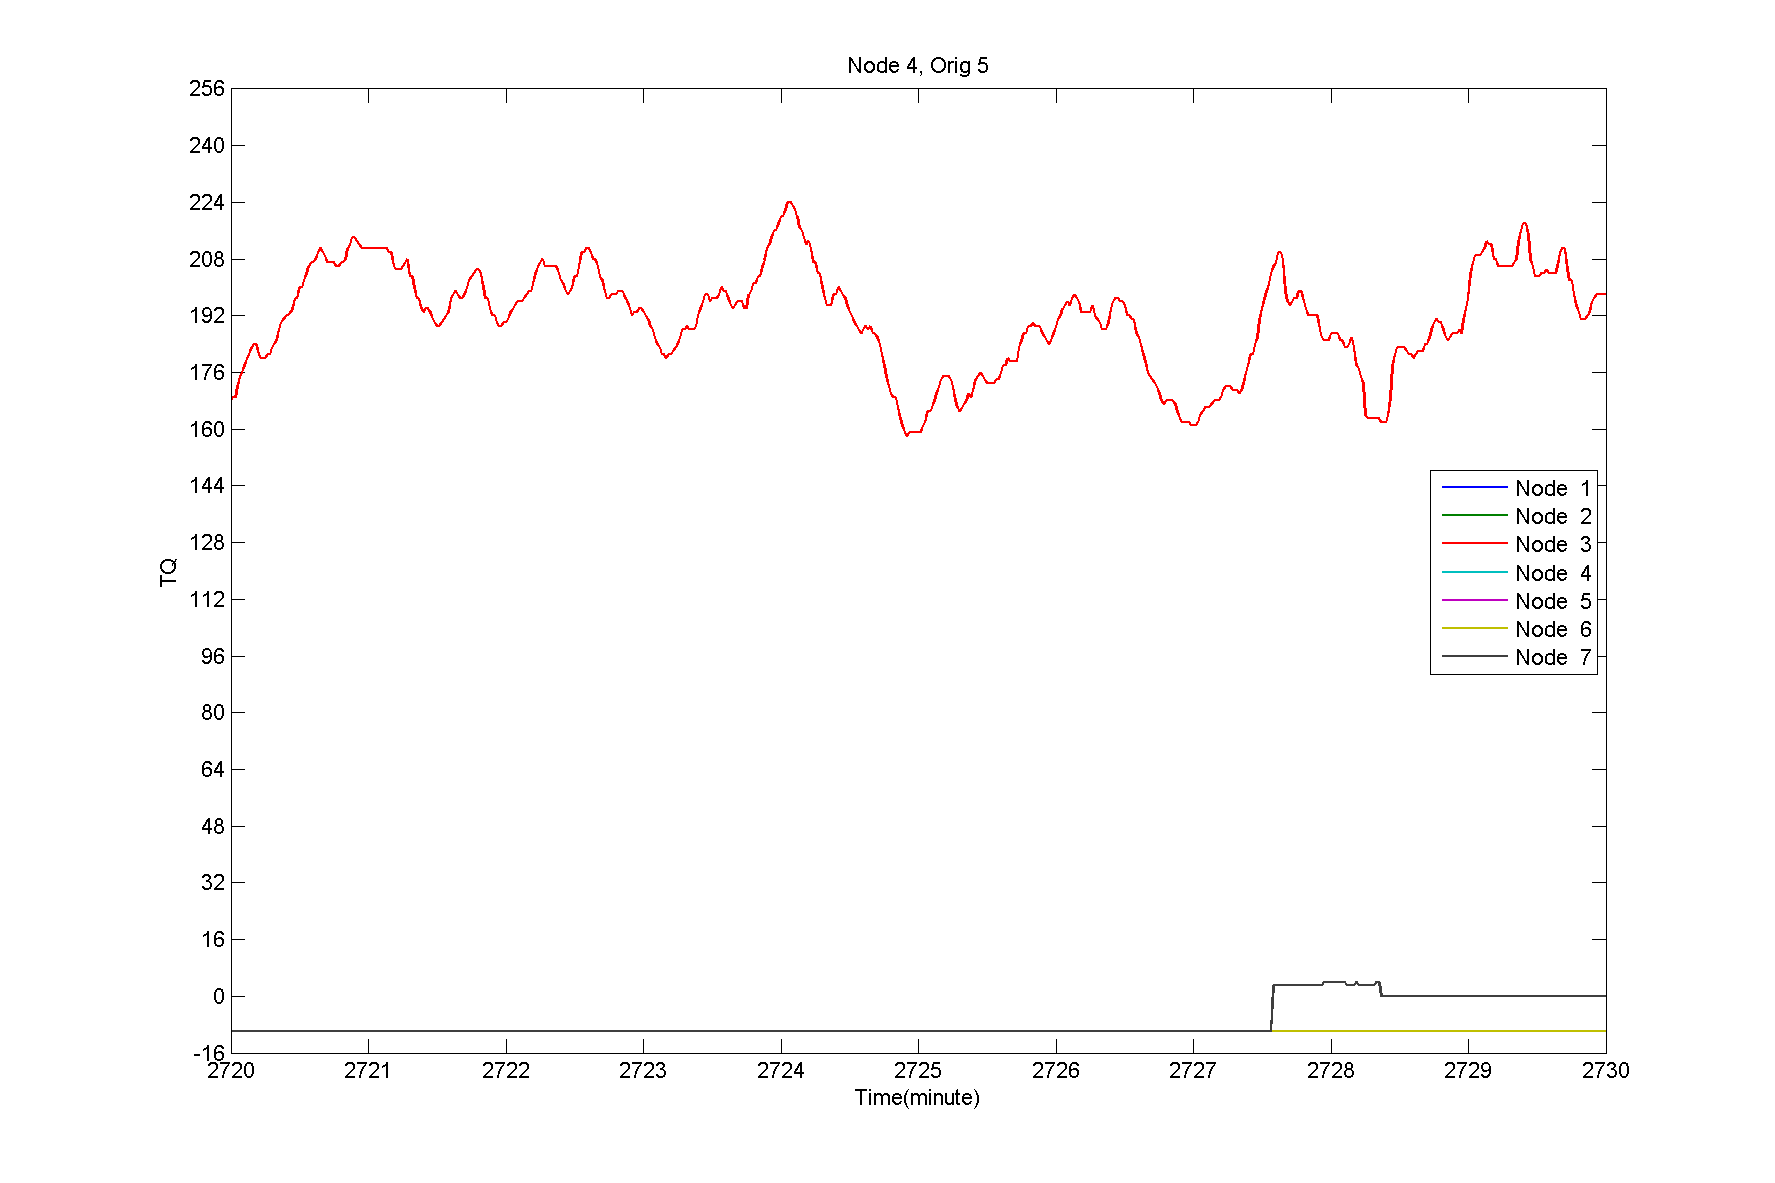 Node 4, Orig 5
256
240
224
208
192
176
160
144
128
112
96
80
64
48
32
16
0
-16
TQ
Node 1
Node 2
Node 3
Node 4
Node 5
Node 6
Node 7
2720 2721 2722 2723 2724 2725 2726 2727 2728 2729 2730
Time(minute)